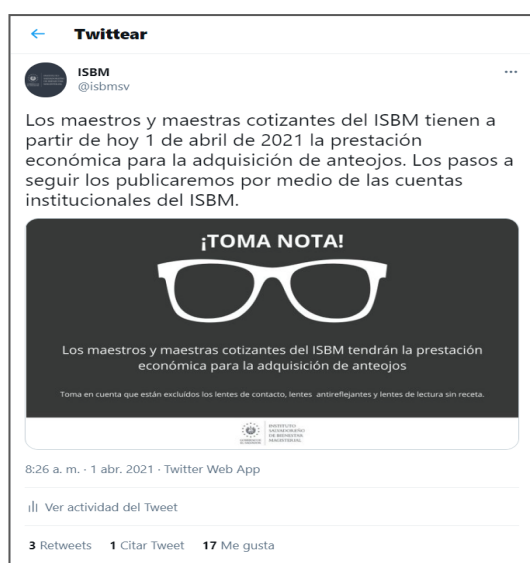 ← Twittear
ISBM
@isbmsv
Los maestros y maestras cotizantes del ISBM tienen a
partir de hoy 1 de abril de 2021 la prestación
económica para la adquisición de anteojos. Los pasos a
seguir los publicaremos por medio de las cuentas
institucionales del ISBM.
¡TOMA NOTA!
Los maestros y maestras cotizantes del ISBM tendrán la prestación
económica para la adquisición de anteojos
Toma en cuenta que están excluídos los lentes de contacto, lentes antireflejantes y lentes de lectura sin receta.
INSTITUTO
SALVADOREÑO
DE BIENESTAR
MAGISTERIAL
8:26 a. m. · 1 abr. 2021 · Twitter Web App
Ver actividad del Tweet
3 Retweets 1 Citar Tweet 17 Me gusta